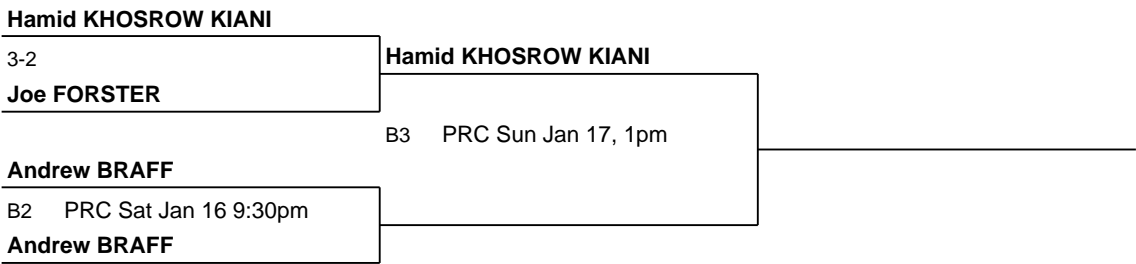 Hamid KHOSROW KIANI
3-2
Hamid KHOSROW KIANI
Joe FORSTER
B3 PRC Sun Jan 17, 1pm
Andrew BRAFF
B2 PRC Sat Jan 16 9:30pm
Andrew BRAFF